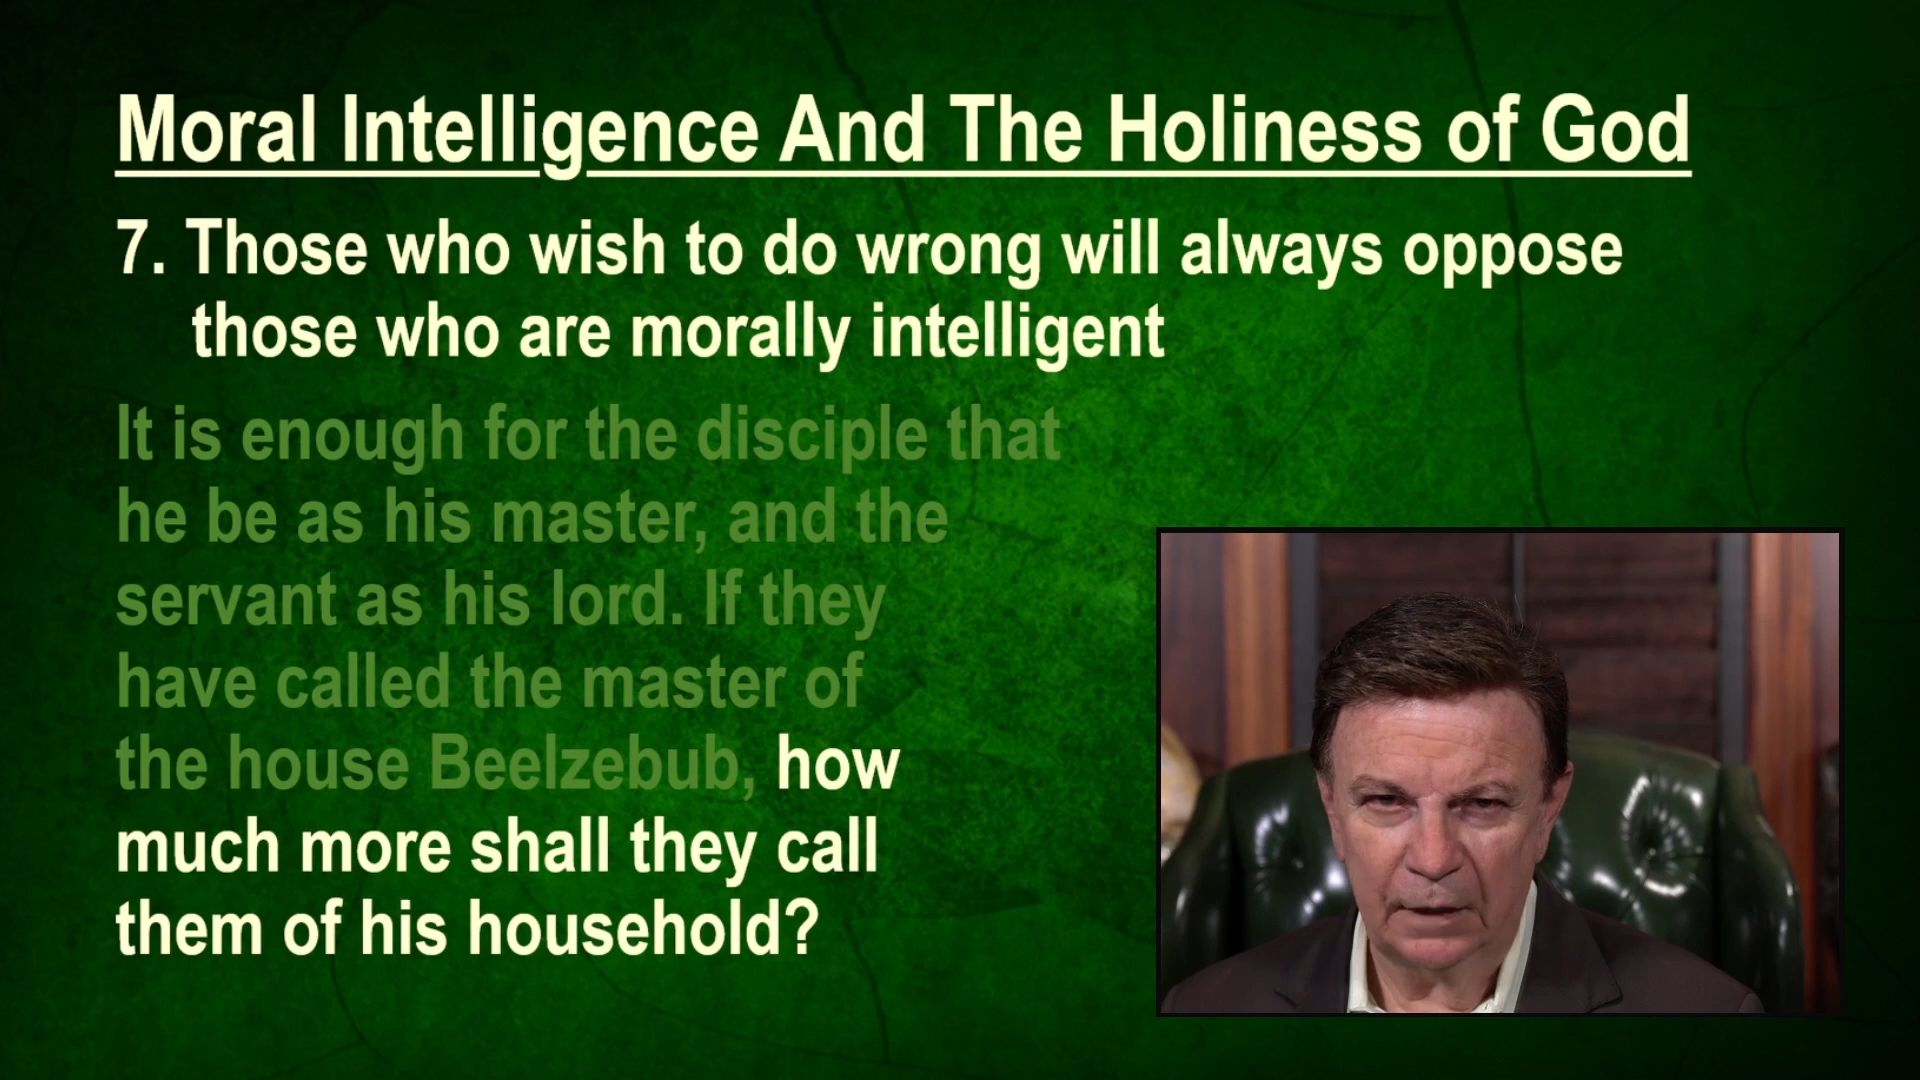 Moral Intelligence And The Holiness of God
7. Those who wish to do wrong will always oppose
those who are morally intelligent
It is enough for the disciple that
he be as his master, and the
servant as his lord. If they
have called the master of
the house Beelzebub, how
much more shall they call
them of his household?